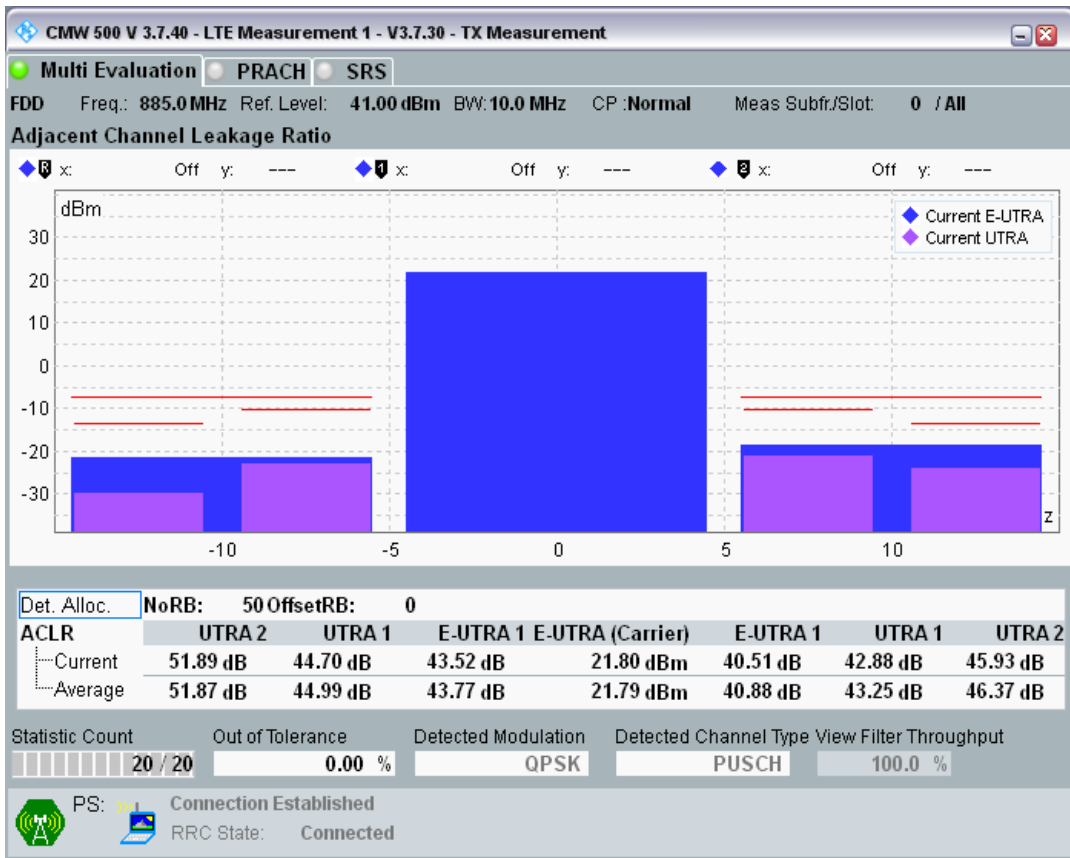 CMW 500 V 3.7.40 - LTE Measurement 1 - V3.7.30 - TX Measurement
Multi Evaluation PRACH SRS
FDD Freq.: 885.0 MHz Ref. Level: 41.00 dBm BW: 10.0 MHz CP :Normal Meas Subfr./Slot: 0 / All
Adjacent Channel Leakage Ratio
R x: Off y: --- 1 x: Off y: --- 2 x: Off y: ---
dBm
Current E-UTRA
Current UTRA
30
20
10
0
-10
-20
-30
z
-10 -5 0 5 10
Det. Alloc. NoRB: 50 OffsetRB: 0
ACLR UTRA 2 UTRA 1 E-UTRA 1 E-UTRA (Carrier) E-UTRA 1 UTRA 1 UTRA 2
Current 51.89 dB 44.70 dB 43.52 dB 21.80 dBm 40.51 dB 42.88 dB 45.93 dB
Average 51.87 dB 44.99 dB 43.77 dB 21.79 dBm 40.88 dB 43.25 dB 46.37 dB
Statistic Count Out of Tolerance Detected Modulation Detected Channel Type View Filter Throughput
20 / 20 0.00 % QPSK PUSCH 100.0 %
PS: Connection Established
RRC State: Connected